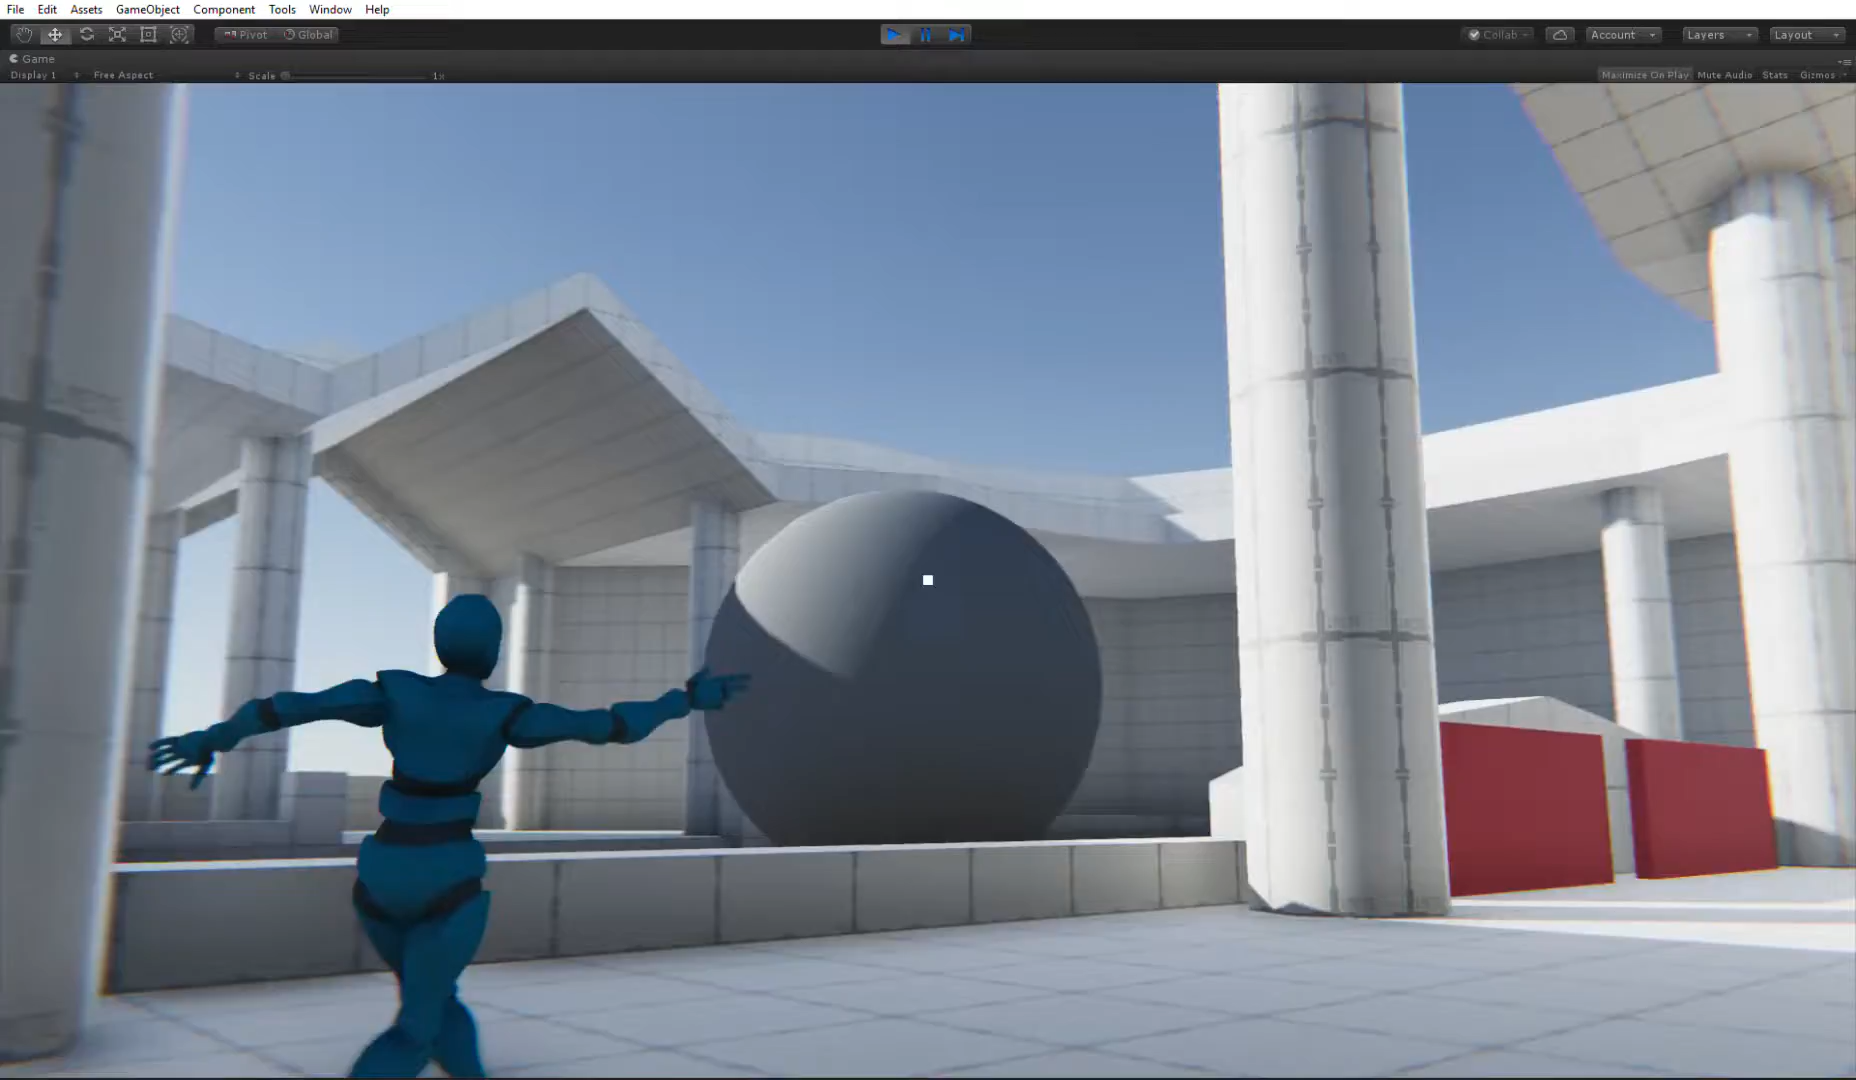 File Edit Assets GameObject Component Tools Window Help
Pivot Global Collab Account Layers Layout
Game
Display 1 Free Aspect Scale 1x Maximize On Play Mute Audio Stats Gizmos